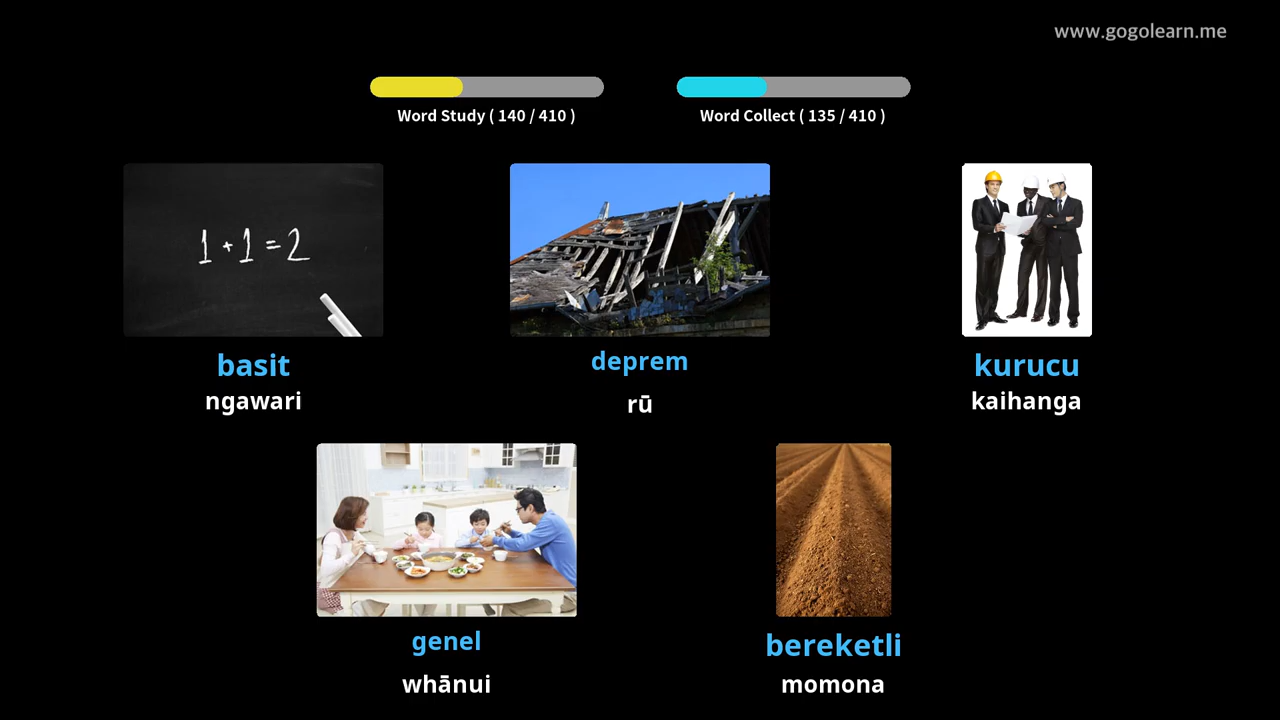 www.gogolearn.me
Word Study ( 140 / 410 )
Word Collect ( 135 / 410 )
1 + 1 = 2
basit
ngawari
deprem
rū
kurucu
kaihanga
genel
whānui
bereketli
momona